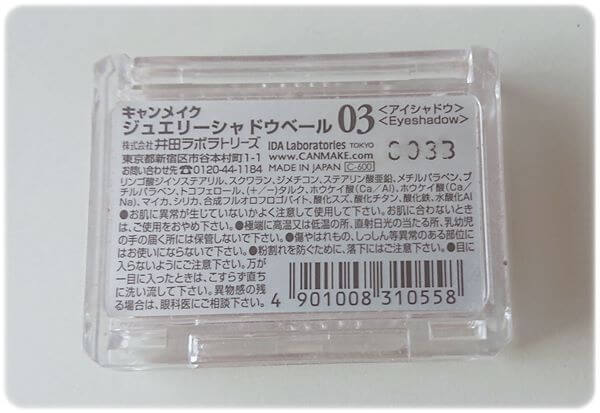 キャンメイク
ジュエリーシャドウベール 03 <アイシャドウ>
<Eyeshadow>
株式会社 井田ラボラトリーズ IDA Laboratories TOKYO
東京都新宿区市谷本村町1-1 WWW.CANMAKE.com
お問い合わせ先 ☎0120-44-1184 MADE IN JAPAN C-600
0033
リンゴ酸ジイソステアリル、スクワラン、ジメチコン、ステアリン酸亜鉛、メチルパラベン、プ
チルパラベン、トコフェロール、(+/-)タルク、ホウケイ酸(Ca/Al)、ホウケイ酸(Ca/
Na)、マイカ、シリカ、合成フルオロフロゴパイト、酸化スズ、酸化チタン、酸化鉄、水酸化Al
●お肌に異常が生じていないかよく注意して使用して下さい。お肌に合わないとき
は、ご使用をおやめ下さい。●極端に高温又は低温の所、直射日光の当たる所、乳幼児
の手の届く所には保管しないで下さい。●傷やはれもの、しっしん等異常のある部位に
はお使いにならないで下さい。●粉割れを防ぐために、落下にはご注意下さい。●目に
入らないようにご注意下さい。万が
一目に入ったときは、こすらず直ち
に洗い流して下さい。異物感の残
る場合は、眼科医にご相談下さい。
4 901008 310558